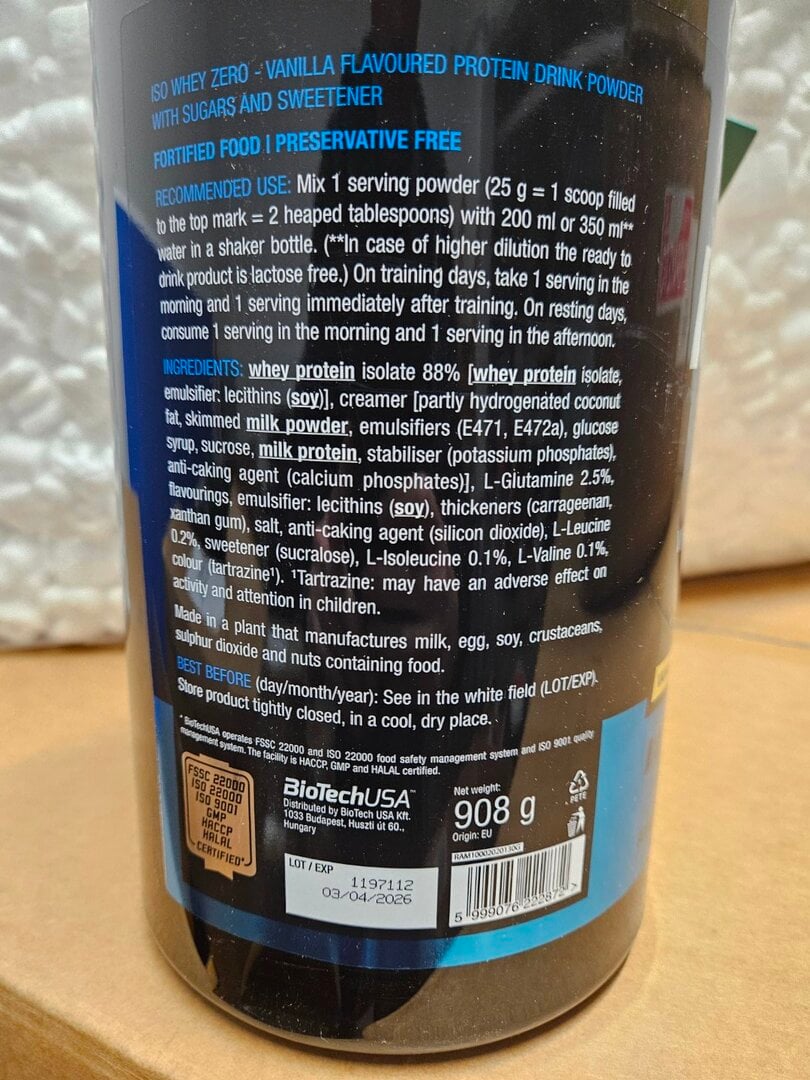 ISO WHEY ZERO - VANILLA FLAVOURED PROTEIN DRINK POWDER
WITH SUGARS AND SWEETENER
FORTIFIED FOOD | PRESERVATIVE FREE
RECOMMENDED USE: Mix 1 serving powder (25 g = 1 scoop filled
to the top mark = 2 heaped tablespoons) with 200 ml or 350 ml**
water in a shaker bottle. (**In case of higher dilution the ready to
drink product is lactose free.) On training days, take 1 serving in the
morning and 1 serving immediately after training. On resting days,
consume 1 serving in the morning and 1 serving in the afternoon.
INGREDIENTS: whey protein isolate 88% [whey protein isolate,
emulsifier: lecithins (soy)], creamer [partly hydrogenated coconut
fat, skimmed milk powder, emulsifiers (E471, E472a), glucose
syrup, sucrose, milk protein, stabiliser (potassium phosphates),
anti-caking agent (calcium phosphates)], L-Glutamine 2.5%,
flavourings, emulsifier: lecithins (soy), thickeners (carrageenan,
xanthan gum), salt, anti-caking agent (silicon dioxide), L-Leucine
0.2%, sweetener (sucralose), L-Isoleucine 0.1%, L-Valine 0.1%,
colour (tartrazine¹). ¹Tartrazine: may have an adverse effect on
activity and attention in children.
Made in a plant that manufactures milk, egg, soy, crustaceans,
sulphur dioxide and nuts containing food.
BEST BEFORE (day/month/year): See in the white field (LOT/EXP).
Store product tightly closed, in a cool, dry place.
* BioTechUSA operates FSSC 22000 and ISO 22000 food safety management system and ISO 9001 quality
management system. The facility is HACCP, GMP and HALAL certified.
FSSC 22000
ISO 22000
ISO 9001
GMP
HACCP
HALAL
CERTIFIED*
BioTechUSA™
Distributed by BioTech USA Kft.
1033 Budapest, Huszti út 60.,
Hungary
Net weight:
908 g
Origin: EU
PETE
LOT / EXP
1197112
03/04/2026
RAM1000202013OG
5 999076 222872 >